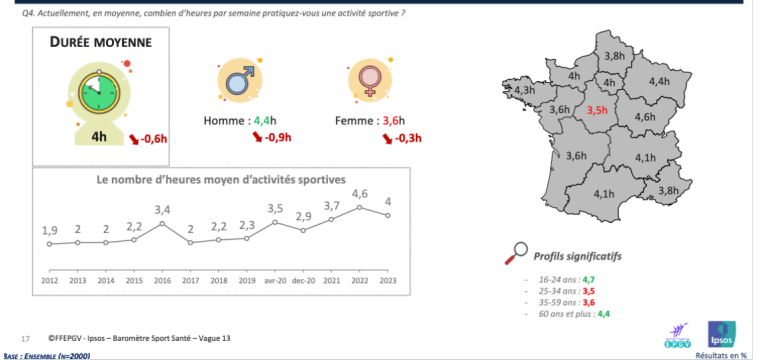 Q4. Actuellement, en moyenne, combien d'heures par semaine pratiquez-vous une activité sportive ?
DURÉE MOYENNE
4h
-0,6h
Homme : 4,4h
-0,9h
Femme : 3,6h
-0,3h
Le nombre d'heures moyen d'activités sportives
1,9 2 2 2,2 3,4 2 2,2 2,3 3,5 2,9 3,7 4,6 4
2012 2013 2014 2015 2016 2017 2018 2019 avr-20 dec-20 2021 2022 2023
3,8h
4h 4h 4,4h
4,3h
3,6h 3,5h 4,6h
3,6h 4,1h
4,1h 3,8h
Profils significatifs
- 16-24 ans : 4,7
- 25-34 ans : 3,5
- 35-59 ans : 3,6
- 60 ans et plus : 4,4
17 ©FFEPGV - Ipsos – Baromètre Sport Santé – Vague 13
EPGV
Ipsos
BASE : ENSEMBLE (N=2000)
Résultats en %